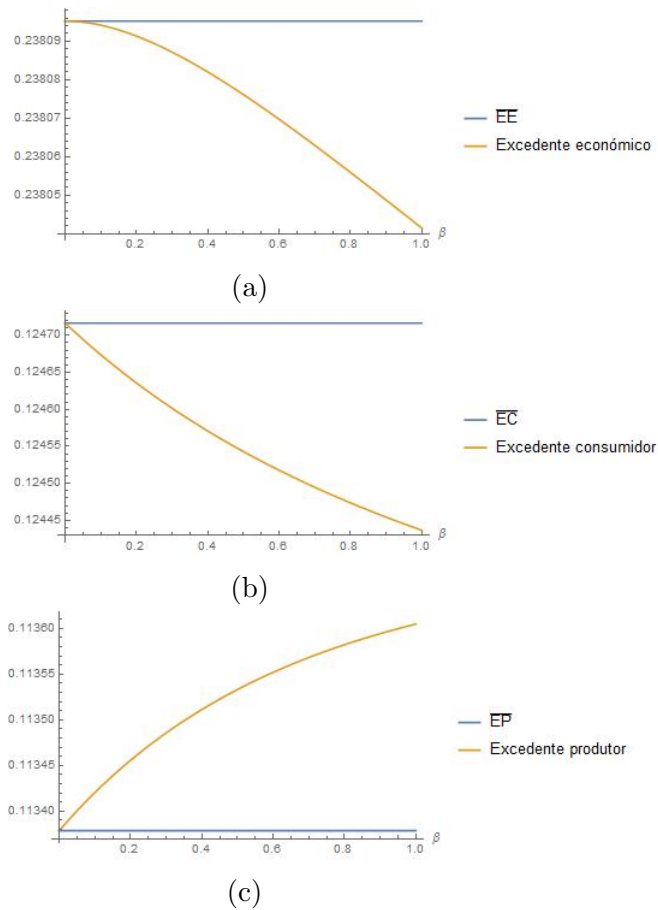 0.23809
0.23808
0.23807
0.23806
0.23805
0.2 0.4 0.6 0.8 1.0 β
EE
Excedente económico
(a)
0.12470
0.12465
0.12460
0.12455
0.12450
0.12445
0.2 0.4 0.6 0.8 1.0 β
EC
Excedente consumidor
(b)
0.11360
0.11355
0.11350
0.11345
0.11340
0.2 0.4 0.6 0.8 1.0 β
EP
Excedente produtor
(c)